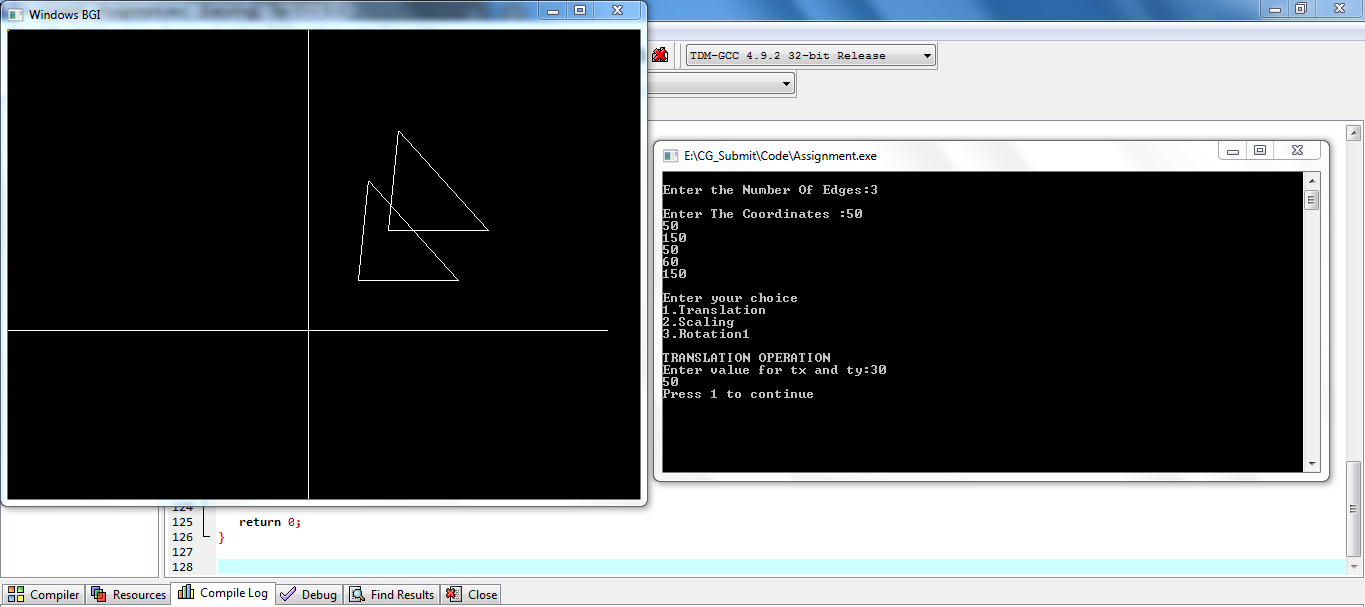 Windows BGI
TDM-GCC 4.9.2 32-bit Release
E:\CG_Submit\Code\Assignment.exe
Enter the Number Of Edges:3
Enter The Coordinates :50
50
150
50
60
150
Enter your choice
1.Translation
2.Scaling
3.Rotation1
TRANSLATION OPERATION
Enter value for tx and ty:30
50
Press 1 to continue
124
125 return 0;
126 }
127
128
Compiler Resources Compile Log Debug Find Results Close